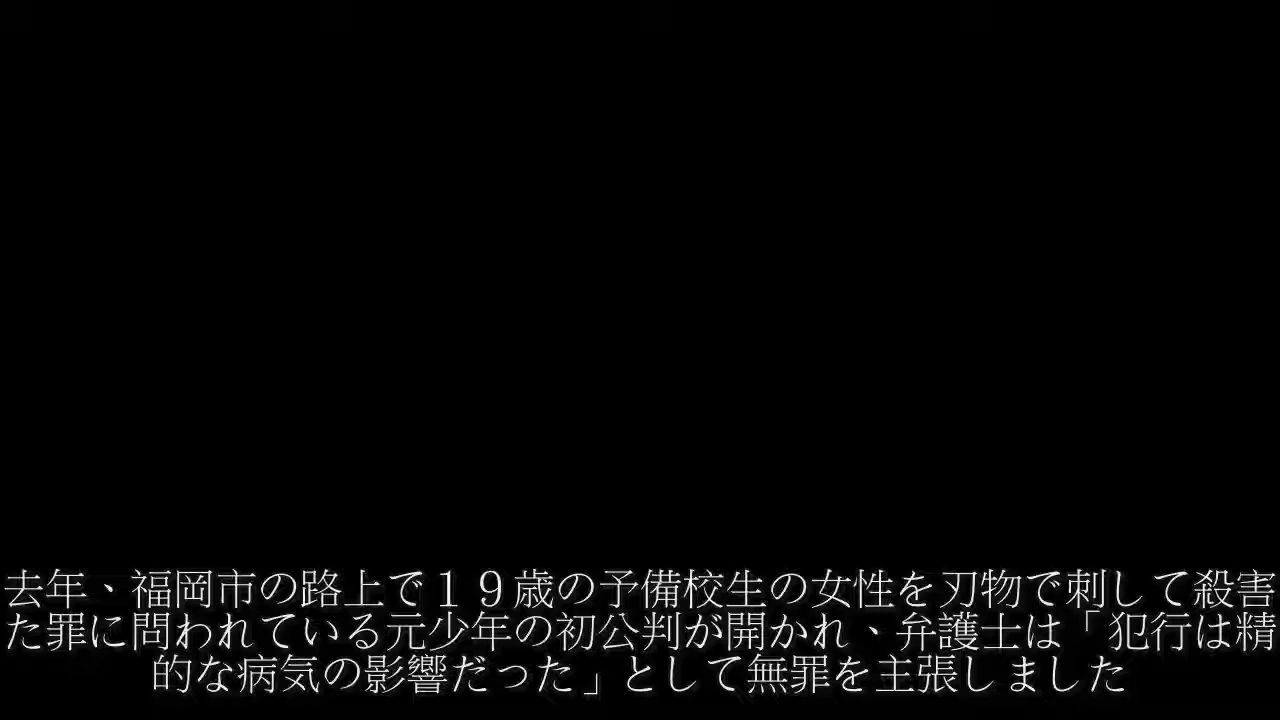 去年、福岡市の路上で１９歳の予備校生の女性を刃物で刺して殺害
た罪に問われている元少年の初公判が開かれ、弁護士は「犯行は精
的な病気の影響だった」として無罪を主張しました